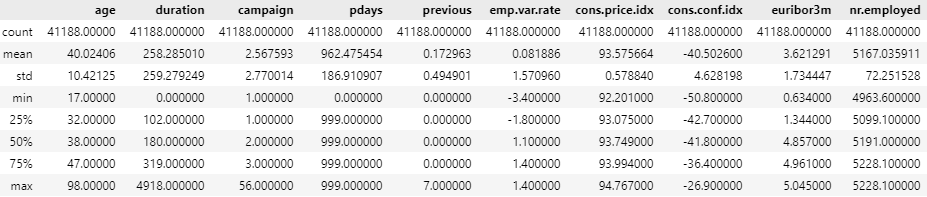 age duration campaign pdays previous emp.var.rate cons.price.idx cons.conf.idx euribor3m nr.employed
count 41188.00000 41188.000000 41188.000000 41188.000000 41188.000000 41188.000000 41188.000000 41188.000000 41188.000000 41188.000000
mean 40.02406 258.285010 2.567593 962.475454 0.172963 0.081886 93.575664 -40.502600 3.621291 5167.035911
std 10.42125 259.279249 2.770014 186.910907 0.494901 1.570960 0.578840 4.628198 1.734447 72.251528
min 17.00000 0.000000 1.000000 0.000000 0.000000 -3.400000 92.201000 -50.800000 0.634000 4963.600000
25% 32.00000 102.000000 1.000000 999.000000 0.000000 -1.800000 93.075000 -42.700000 1.344000 5099.100000
50% 38.00000 180.000000 2.000000 999.000000 0.000000 1.100000 93.749000 -41.800000 4.857000 5191.000000
75% 47.00000 319.000000 3.000000 999.000000 0.000000 1.400000 93.994000 -36.400000 4.961000 5228.100000
max 98.00000 4918.000000 56.000000 999.000000 7.000000 1.400000 94.767000 -26.900000 5.045000 5228.100000